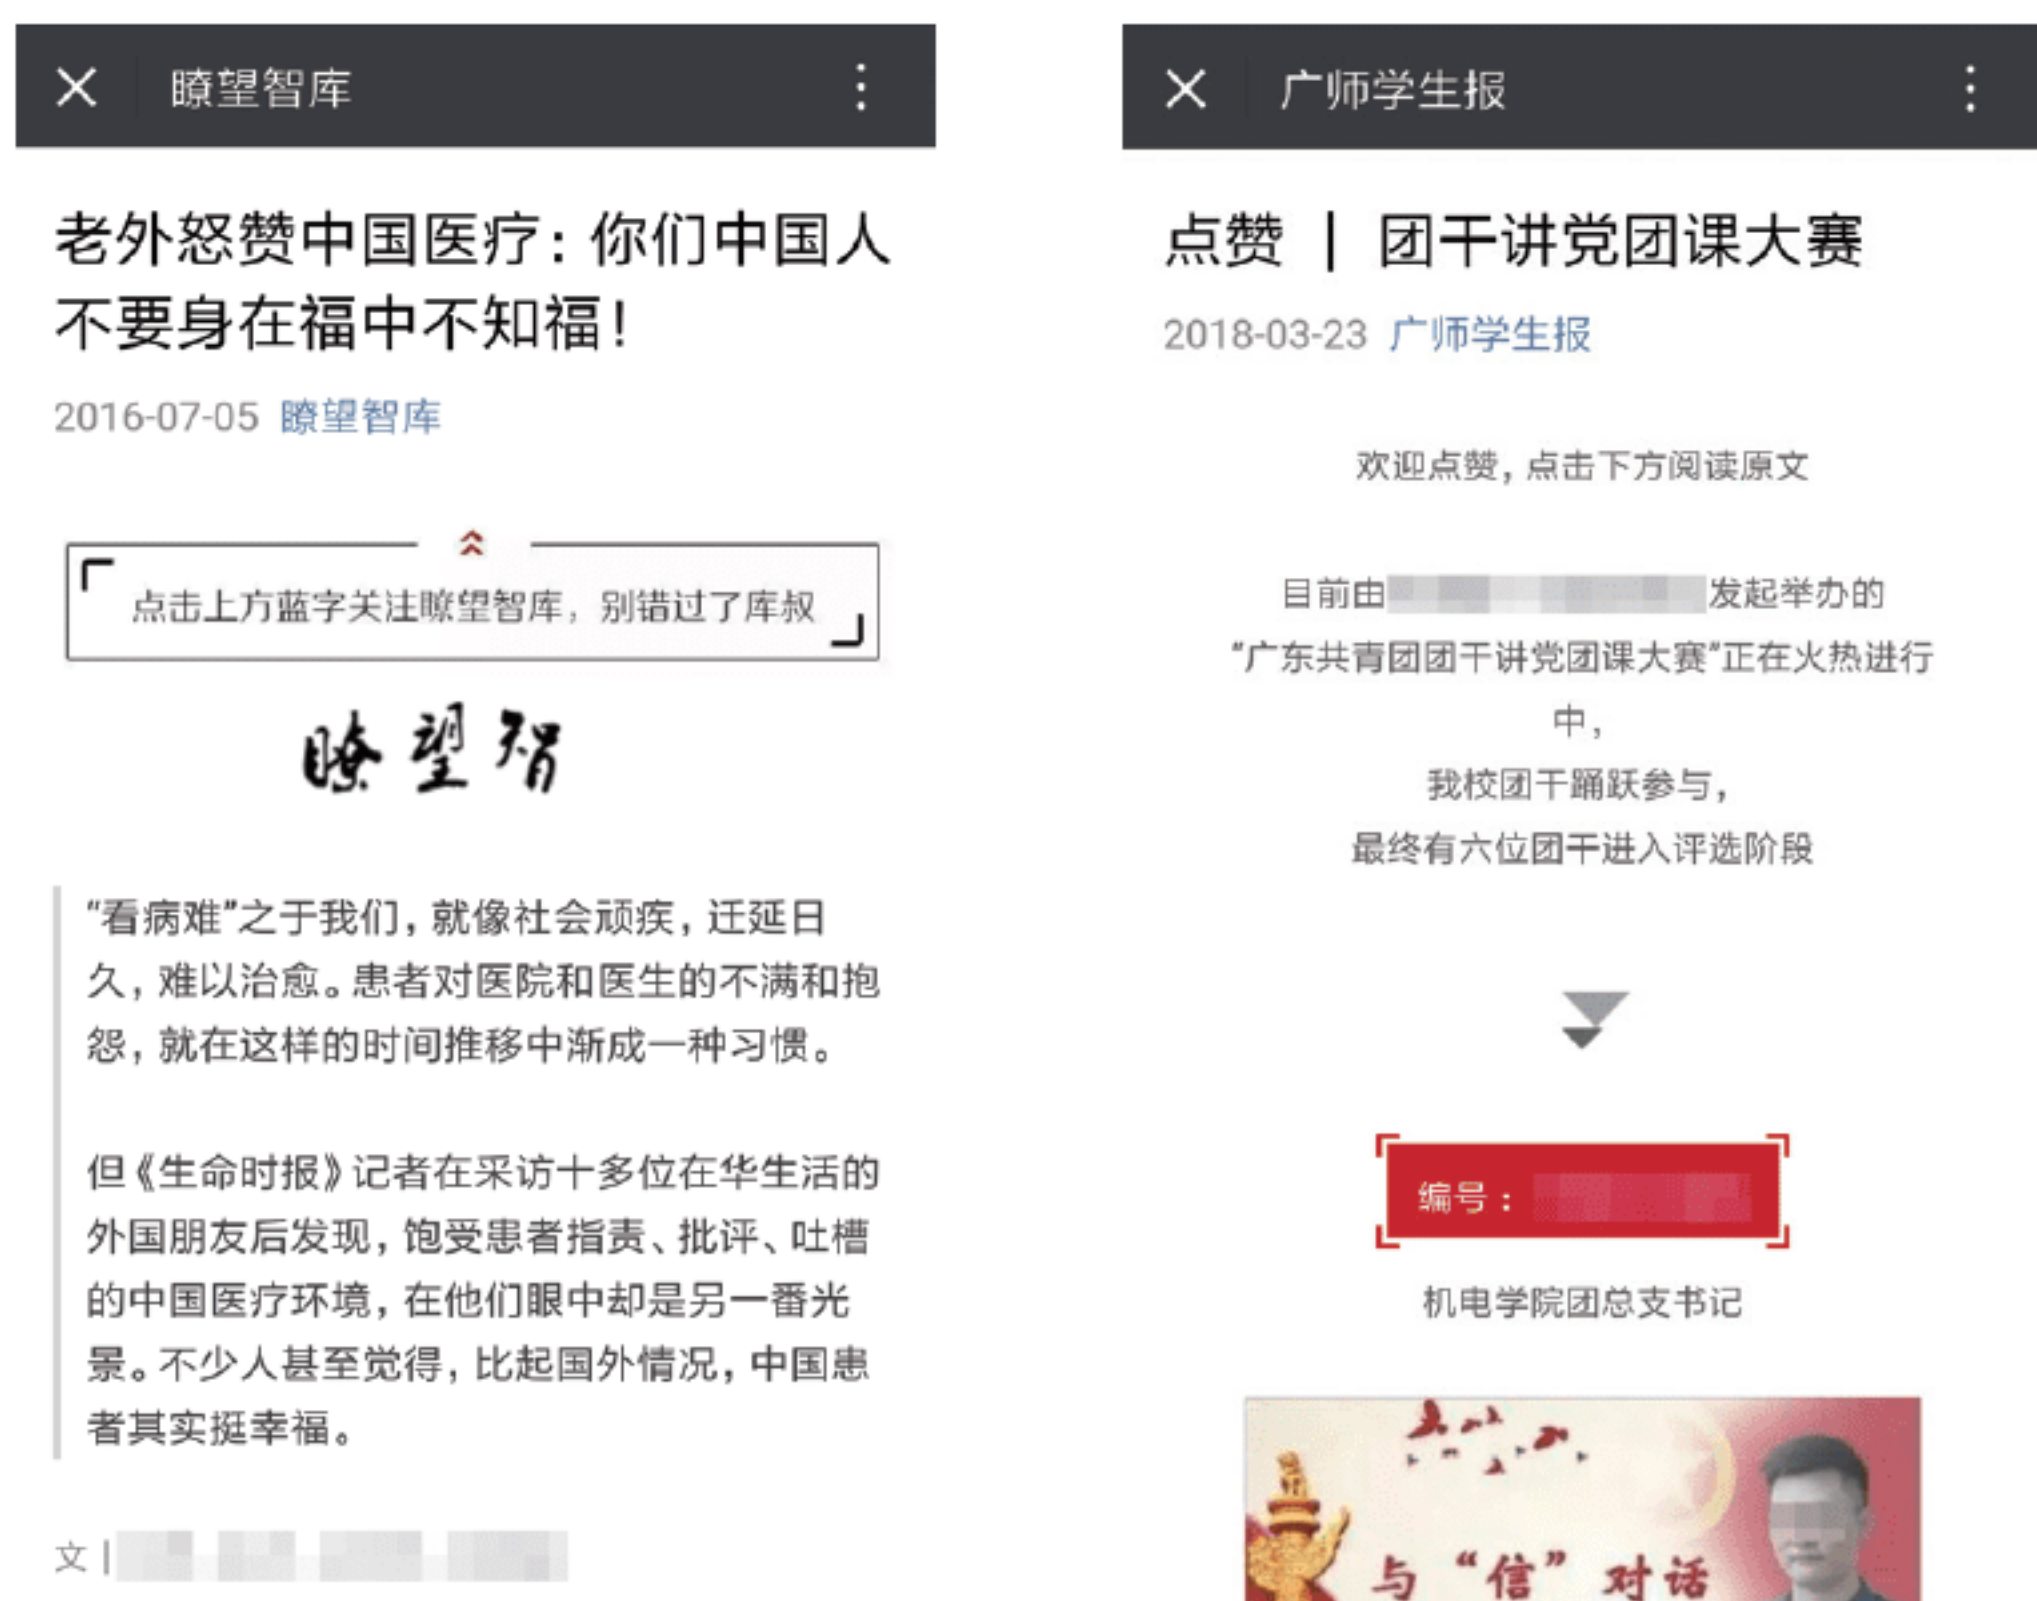 瞭望智库
老外怒赞中国医疗：你们中国人
不要身在福中不知福！
2016-07-05 瞭望智库
点击上方蓝字关注瞭望智库，别错过了库叔
瞭望智
“看病难”之于我们，就像社会顽疾，迁延日
久，难以治愈。患者对医院和医生的不满和抱
怨，就在这样的时间推移中渐成一种习惯。
但《生命时报》记者在采访十多位在华生活的
外国朋友后发现，饱受患者指责、批评、吐槽
的中国医疗环境，在他们眼中却是另一番光
景。不少人甚至觉得，比起国外情况，中国患
者其实挺幸福。
文 |
广师学生报
点赞 | 团干讲党团课大赛
2018-03-23 广师学生报
欢迎点赞，点击下方阅读原文
目前由 发起举办的
“广东共青团团干讲党团课大赛”正在火热进行
中，
我校团干踊跃参与，
最终有六位团干进入评选阶段
编号：
机电学院团总支书记
与“信”对话